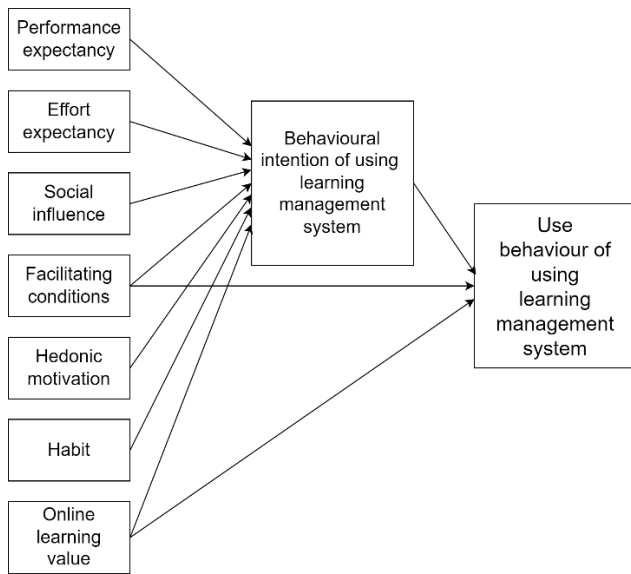 Performance
expectancy
Effort
expectancy
Social
influence
Facilitating
conditions
Hedonic
motivation
Habit
Online
learning
value
Behavioural
intention of using
learning
management
system
Use
behaviour of
using
learning
management
system